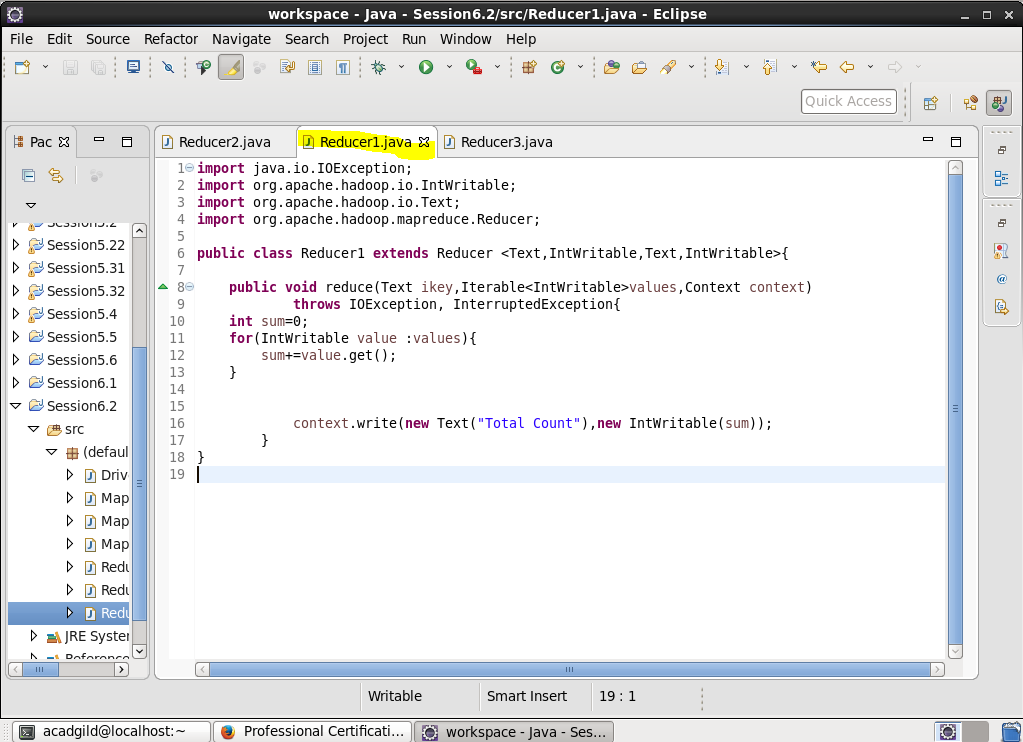 workspace - Java - Session6.2/src/Reducer1.java - Eclipse
File Edit Source Refactor Navigate Search Project Run Window Help
Quick Access
Pac
Reducer2.java Reducer1.java Reducer3.java
Session5.2
Session5.22
Session5.31
Session5.32
Session5.4
Session5.5
Session5.6
Session6.1
Session6.2
src
(defaul
Driv
Map
Map
Map
Redu
Redu
Redu
JRE System
1 import java.io.IOException;
2 import org.apache.hadoop.io.IntWritable;
3 import org.apache.hadoop.io.Text;
4 import org.apache.hadoop.mapreduce.Reducer;
5
6 public class Reducer1 extends Reducer <Text,IntWritable,Text,IntWritable>{
7
8 public void reduce(Text ikey,Iterable<IntWritable>values,Context context)
9 throws IOException, InterruptedException{
10 int sum=0;
11 for(IntWritable value :values){
12 sum+=value.get();
13 }
14
15
16 context.write(new Text("Total Count"),new IntWritable(sum));
17 }
18 }
19
Writable Smart Insert 19 : 1
acadgild@localhost:~ Professional Certificati... workspace - Java - Ses...